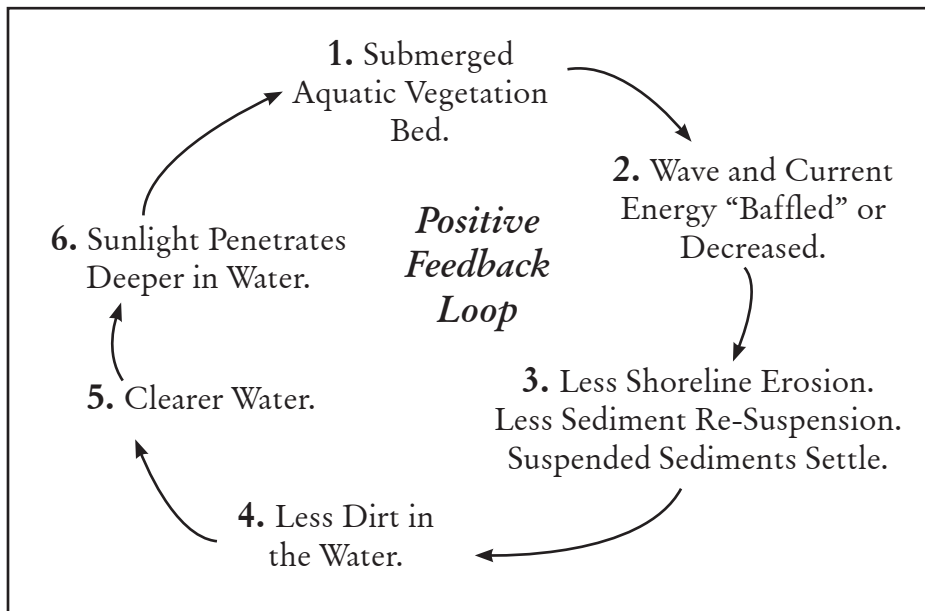 1. Submerged
Aquatic Vegetation
Bed.
2. Wave and Current
Energy “Baffled” or
Decreased.
3. Less Shoreline Erosion.
Less Sediment Re-Suspension.
Suspended Sediments Settle.
4. Less Dirt in
the Water.
5. Clearer Water.
6. Sunlight Penetrates
Deeper in Water.
Positive
Feedback
Loop